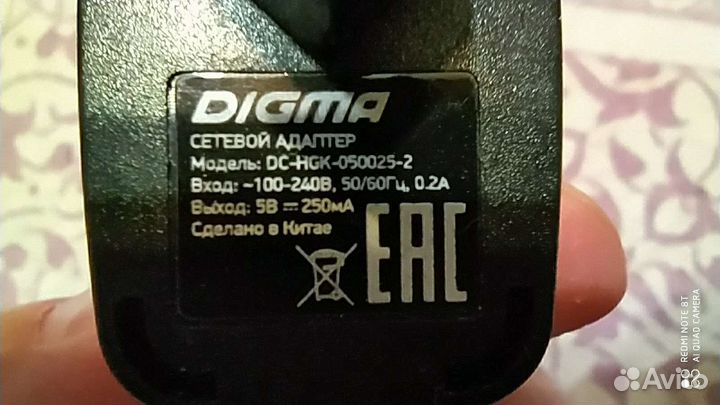 DIGMA
СЕТЕВОЙ АДАПТЕР
Модель: DC-HGK-050025-2
Вход: ~100-240В, 50/60Гц, 0.2А
Выход: 5В ⎓ 250мА
Сделано в Китае
EAC
REDMI NOTE 8T
AI QUAD CAMERA
Avito